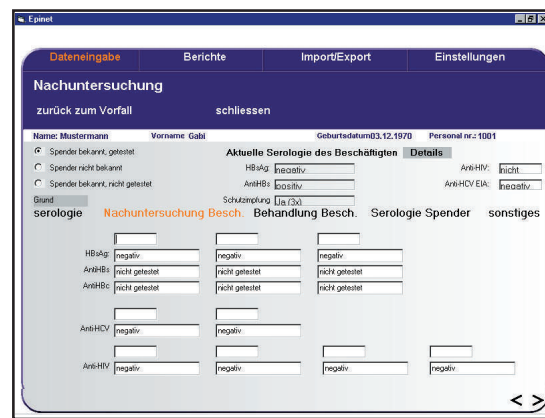 Epinet
Dateneingabe Berichte Import/Export Einstellungen
Nachuntersuchung
zurück zum Vorfall schliessen
Name: Mustermann Vorname Gabi Geburtsdatum03.12.1970 Personal nr.: 1001
Spender bekannt, getestet Aktuelle Serologie des Beschäftigten Details
Spender nicht bekannt HBsAg: negativ Anti-HIV: nicht
Spender bekannt, nicht getestet AntiHBs positiv Anti-HCV EIA: negativ
Grund Schutzimpfung Ja (3x)
serologie Nachuntersuchung Besch. Behandlung Besch. Serologie Spender sonstiges
HBsAg: negativ negativ negativ
AntiHBs nicht getestet nicht getestet nicht getestet
AntiHBc nicht getestet nicht getestet nicht getestet
Anti-HCV negativ negativ
Anti-HIV negativ negativ negativ negativ
< >